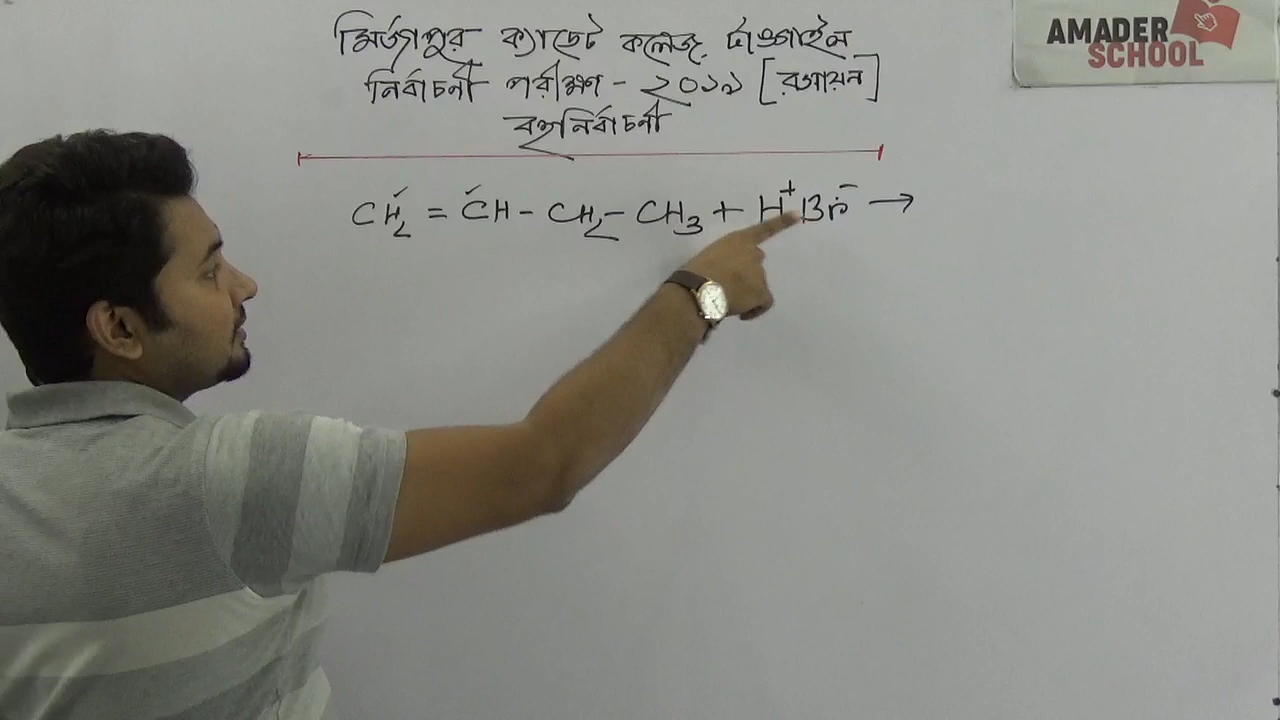 মির্জাপুর ক্যাডেট কলেজ, টাঙ্গাইল
নির্বাচনী পরীক্ষা - ২০১৯ [রসায়ন]
বহুনির্বাচনী
CH₂ = CH - CH₂ - CH₃ + H⁺Br⁻ →
AMADER
SCHOOL